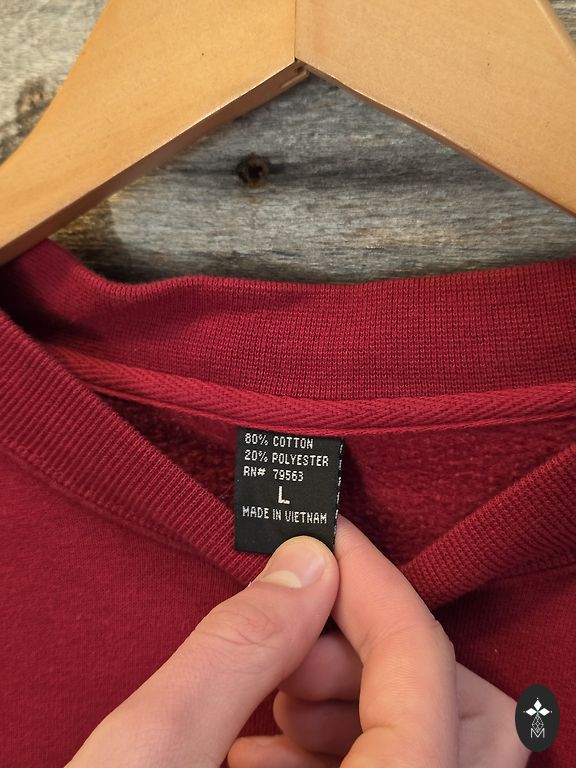 80% COTTON
20% POLYESTER
RN# 79563
L
MADE IN VIETNAM
M